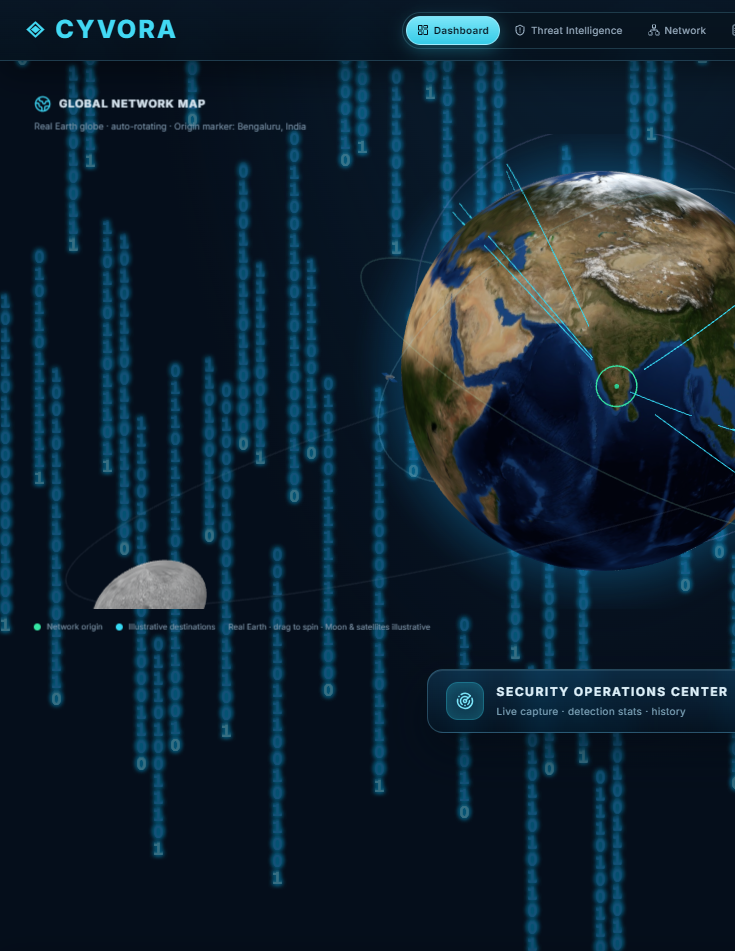 CYVORA
Dashboard
Threat Intelligence
Network
GLOBAL NETWORK MAP
Real Earth globe · auto-rotating · Origin marker: Bengaluru, India
Network origin
Illustrative destinations
Real Earth · drag to spin · Moon & satellites illustrative
SECURITY OPERATIONS CENTER
Live capture · detection stats · history